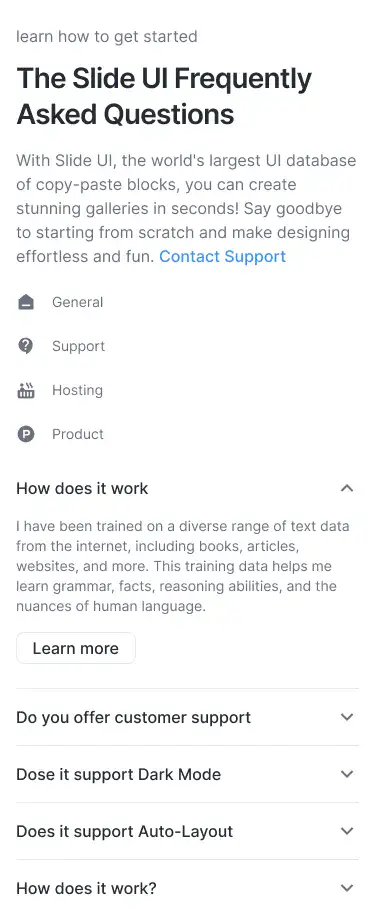 learn how to get started
The Slide UI Frequently
Asked Questions
With Slide UI, the world's largest UI database
of copy-paste blocks, you can create
stunning galleries in seconds! Say goodbye
to starting from scratch and make designing
effortless and fun. Contact Support
General
Support
Hosting
P Product
How does it work
I have been trained on a diverse range of text data
from the internet, including books, articles,
websites, and more. This training data helps me
learn grammar, facts, reasoning abilities, and the
nuances of human language.
Learn more
Do you offer customer support
Dose it support Dark Mode
Does it support Auto-Layout
How does it work?